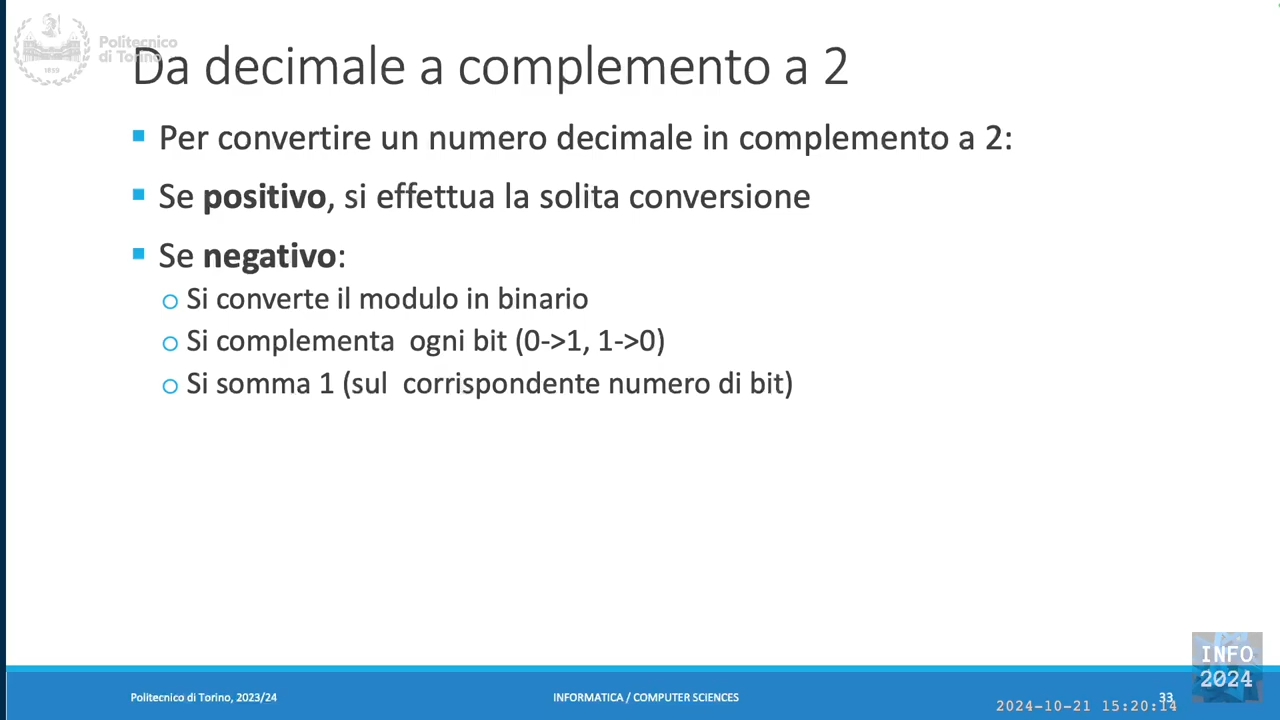 Politecnico
di Torino
Da decimale a complemento a 2
Per convertire un numero decimale in complemento a 2:
Se positivo, si effettua la solita conversione
Se negativo:
Si converte il modulo in binario
Si complementa ogni bit (0->1, 1->0)
Si somma 1 (sul corrispondente numero di bit)
INFO
2024
Politecnico di Torino, 2023/24
INFORMATICA / COMPUTER SCIENCES
33
2024-10-21 15:20:14